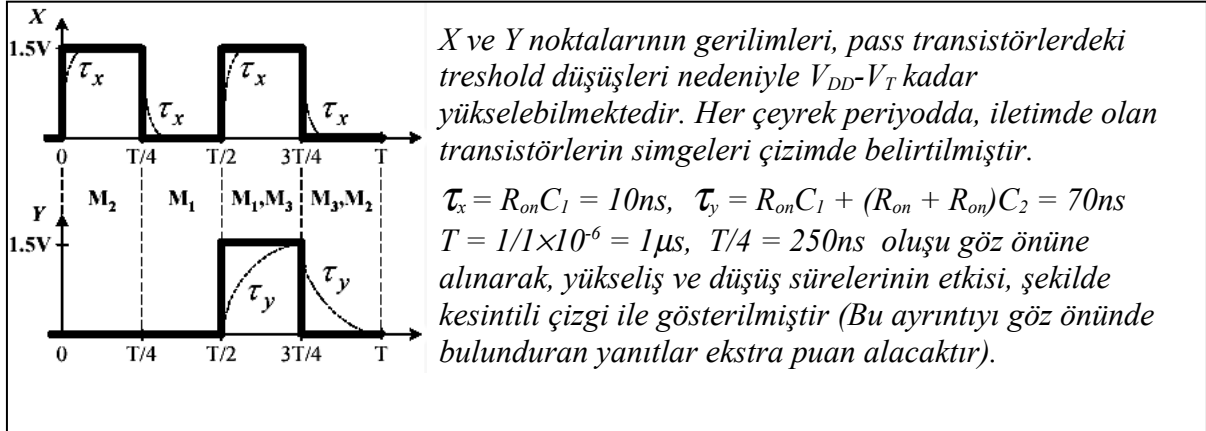 X
1.5V
τx
τx
τx
τx
0 T/4 T/2 3T/4 T
M2 M1 M1,M3 M3,M2
Y
1.5V
τy
τy
0 T/4 T/2 3T/4 T
X ve Y noktalarının gerilimleri, pass transistörlerdeki
treshold düşüşleri nedeniyle VDD-VT kadar
yükselebilmektedir. Her çeyrek periyodda, iletimde olan
transistörlerin simgeleri çizimde belirtilmiştir.
τx = RonC1 = 10ns, τy = RonC1 + (Ron + Ron)C2 = 70ns
T = 1/1×10-6 = 1µs, T/4 = 250ns oluşu göz önüne
alınarak, yükseliş ve düşüş sürelerinin etkisi, şekilde
kesintili çizgi ile gösterilmiştir (Bu ayrıntıyı göz önünde
bulunduran yanıtlar ekstra puan alacaktır).